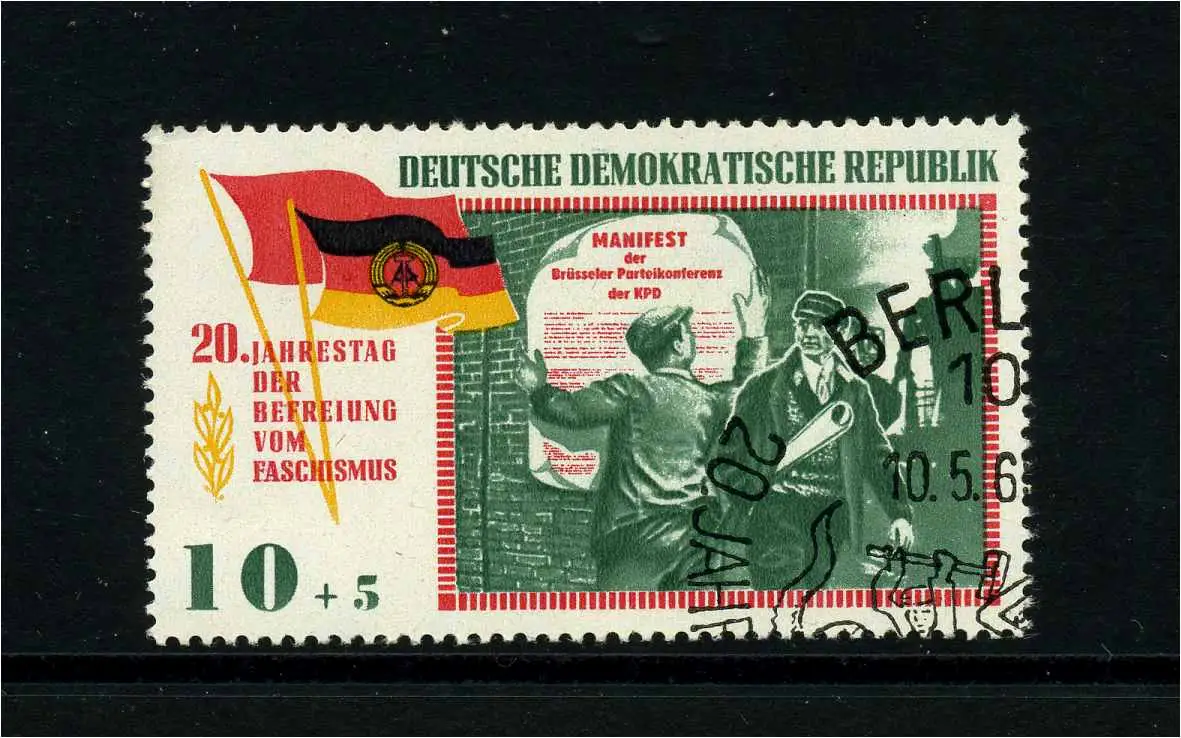 DEUTSCHE DEMOKRATISCHE REPUBLIK
MANIFEST
der
Brüsseler Parteikonferenz
der KPD
20. JAHRESTAG
DER
BEFREIUNG
VOM
FASCHISMUS
10 + 5
BERL
10
10.5.6
20. JAHR